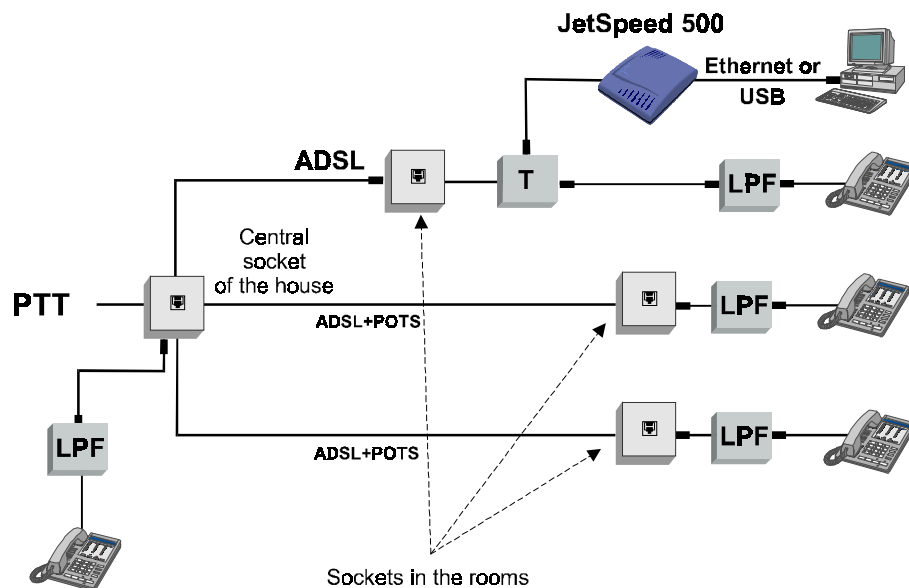 JetSpeed 500
Ethernet or
USB
ADSL
T
LPF
Central
socket
of the house
PTT
ADSL+POTS
LPF
LPF
ADSL+POTS
LPF
Sockets in the rooms